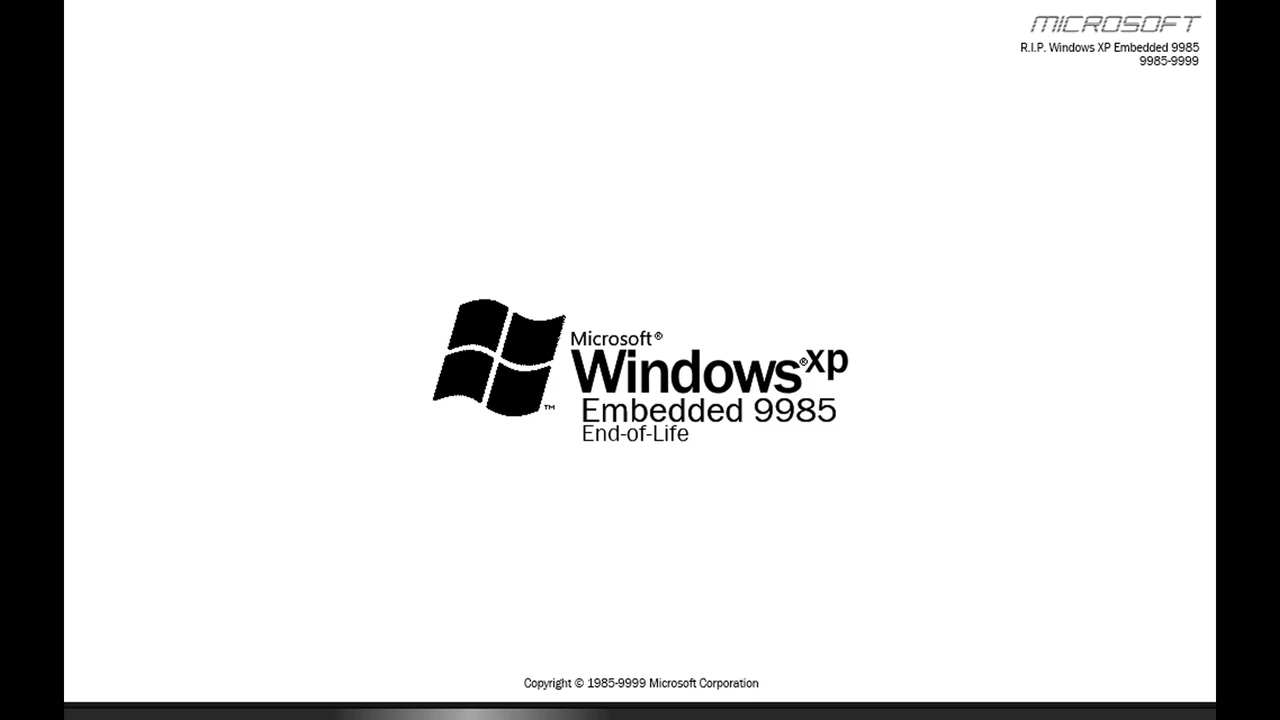 MICROSOFT
R.I.P. Windows XP Embedded 9985
9985-9999
Microsoft®
Windows®xp
Embedded 9985
End-of-Life
TM
Copyright © 1985-9999 Microsoft Corporation